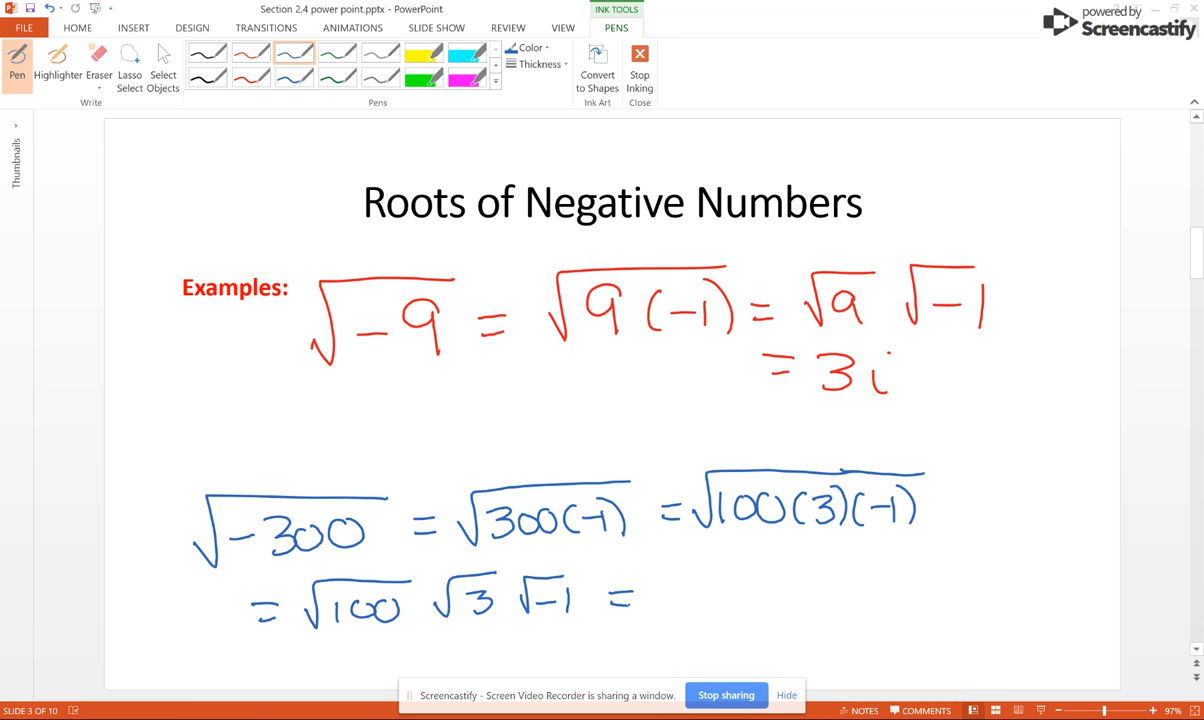 Section 2.4 power point.pptx - PowerPoint
INK TOOLS
powered by
Screencastify
FILE HOME INSERT DESIGN TRANSITIONS ANIMATIONS SLIDE SHOW REVIEW VIEW PENS
Pen Highlighter Eraser Lasso Select Select Objects
Color
Thickness
Convert to Shapes
Stop Inking
Write Pens Ink Art Close
Thumbnails
Roots of Negative Numbers
Examples: √-9 = √9(-1) = √9 √-1
= 3i
√-300 = √300(-1) = √100(3)(-1)
= √100 √3 √-1 =
Screencastify - Screen Video Recorder is sharing a window. Stop sharing Hide
SLIDE 3 OF 10 NOTES COMMENTS 97%